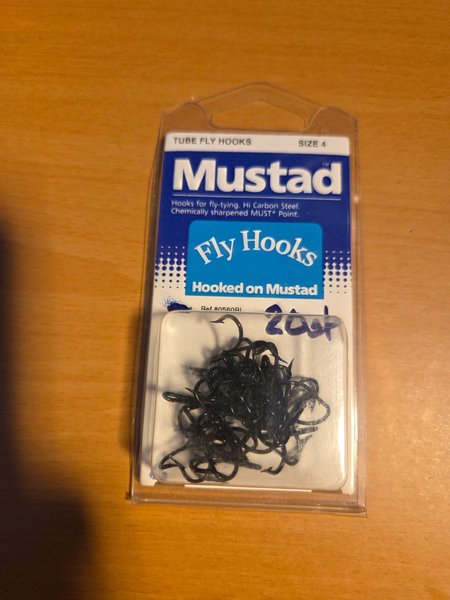 TUBE FLY HOOKS SIZE 4
Mustad
Hooks for fly-tying. Hi Carbon Steel.
Chemically sharpened MUST* Point.
Fly Hooks
Hooked on Mustad